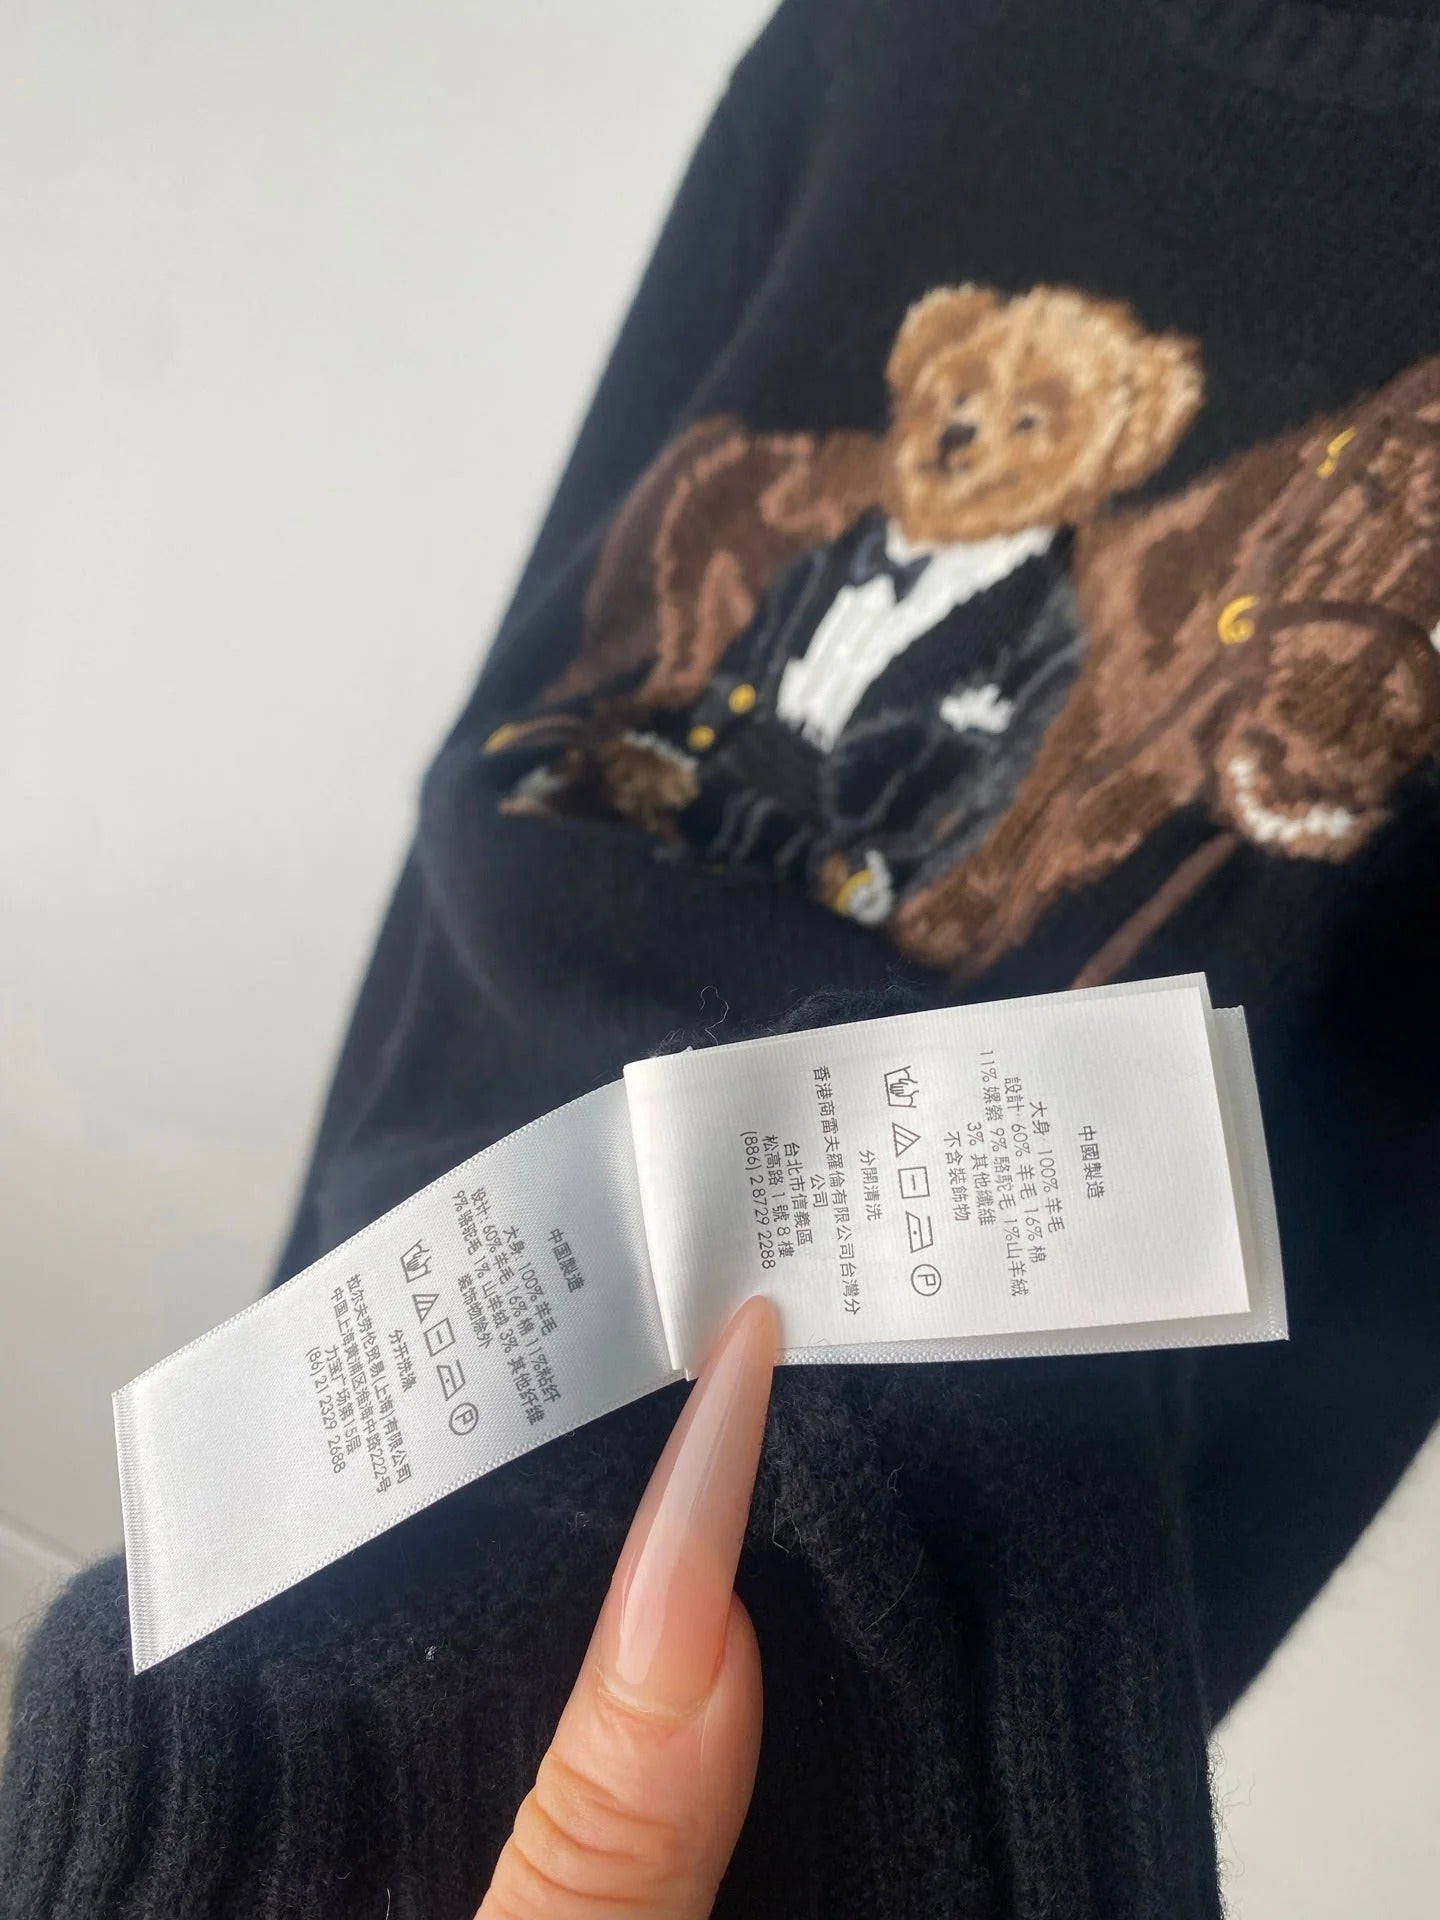 中國製造
大身 100% 羊毛
設計: 60% 羊毛 16% 棉
11% 嫘縈 9% 駱駝毛 1%山羊絨
3% 其他纖維
不含裝飾物
分開清洗
香港商雷夫羅倫有限公司台灣分
公司
台北市信義區
松高路 1 號 8 樓
(886) 2 8729 2288
中国製造
大身 100% 羊毛
设计: 60% 羊毛 16% 棉 11%粘纤
9% 骆驼毛 1% 山羊绒 3% 其他纤维
装饰物除外
分开洗涤
拉尔夫劳伦贸易(上海)有限公司
中国上海黄浦区淮海中路222号
力宝广场第15层
(86) 21 2329 2688